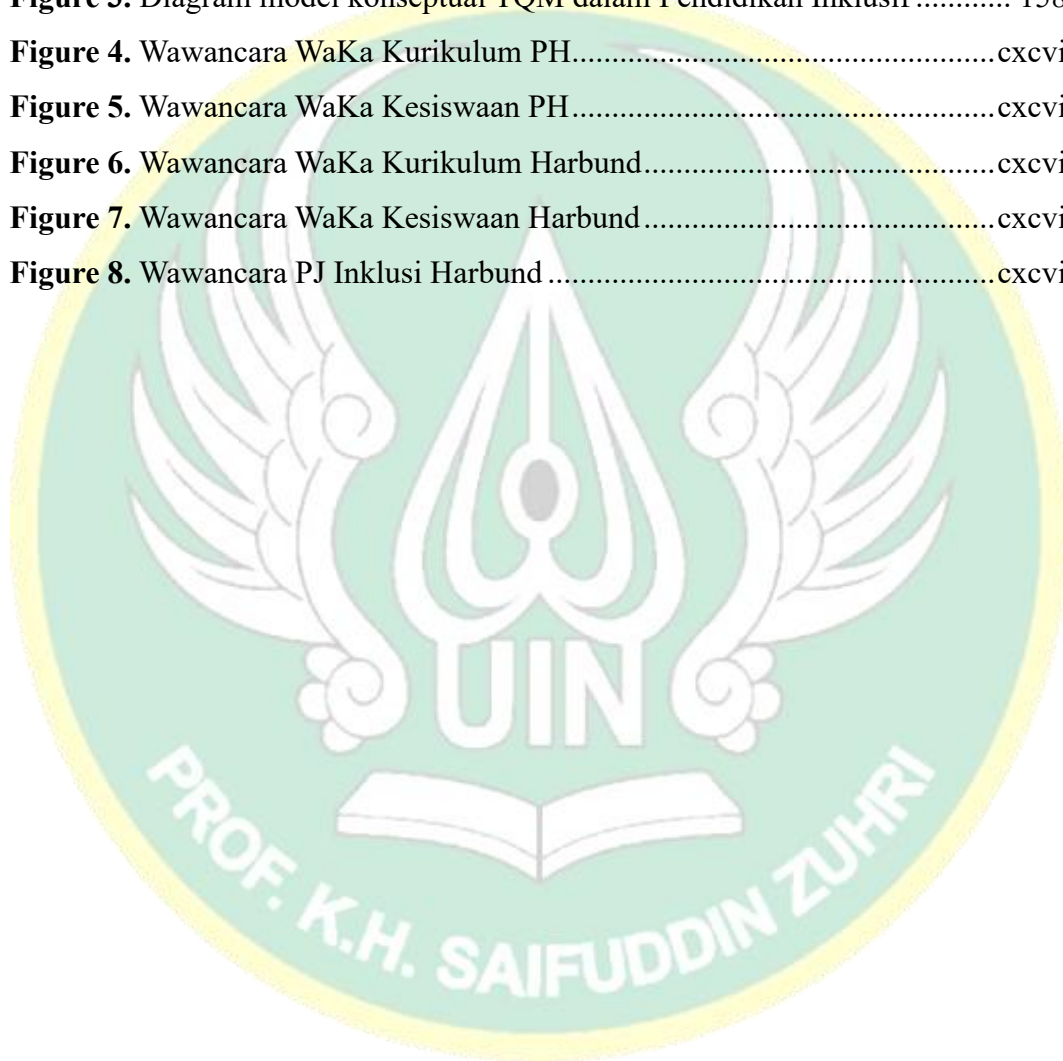 Figure 3. Diagram model konseptual TQM dalam Pendidikan Inklusif ............ 158
Figure 4. Wawancara WaKa Kurikulum PH.......................................................cxcvi
Figure 5. Wawancara WaKa Kesiswaan PH.......................................................cxcvi
Figure 6. Wawancara WaKa Kurikulum Harbund..............................................cxcvi
Figure 7. Wawancara WaKa Kesiswaan Harbund ..............................................cxcvi
Figure 8. Wawancara PJ Inklusi Harbund ...........................................................cxcvi
UIN
PROF. K.H. SAIFUDDIN ZUHRI